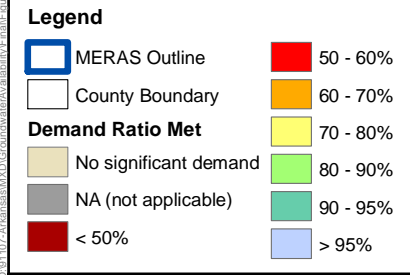 Legend
MERAS Outline
County Boundary
Demand Ratio Met
No significant demand
NA (not applicable)
< 50%
50 - 60%
60 - 70%
70 - 80%
80 - 90%
90 - 95%
> 95%